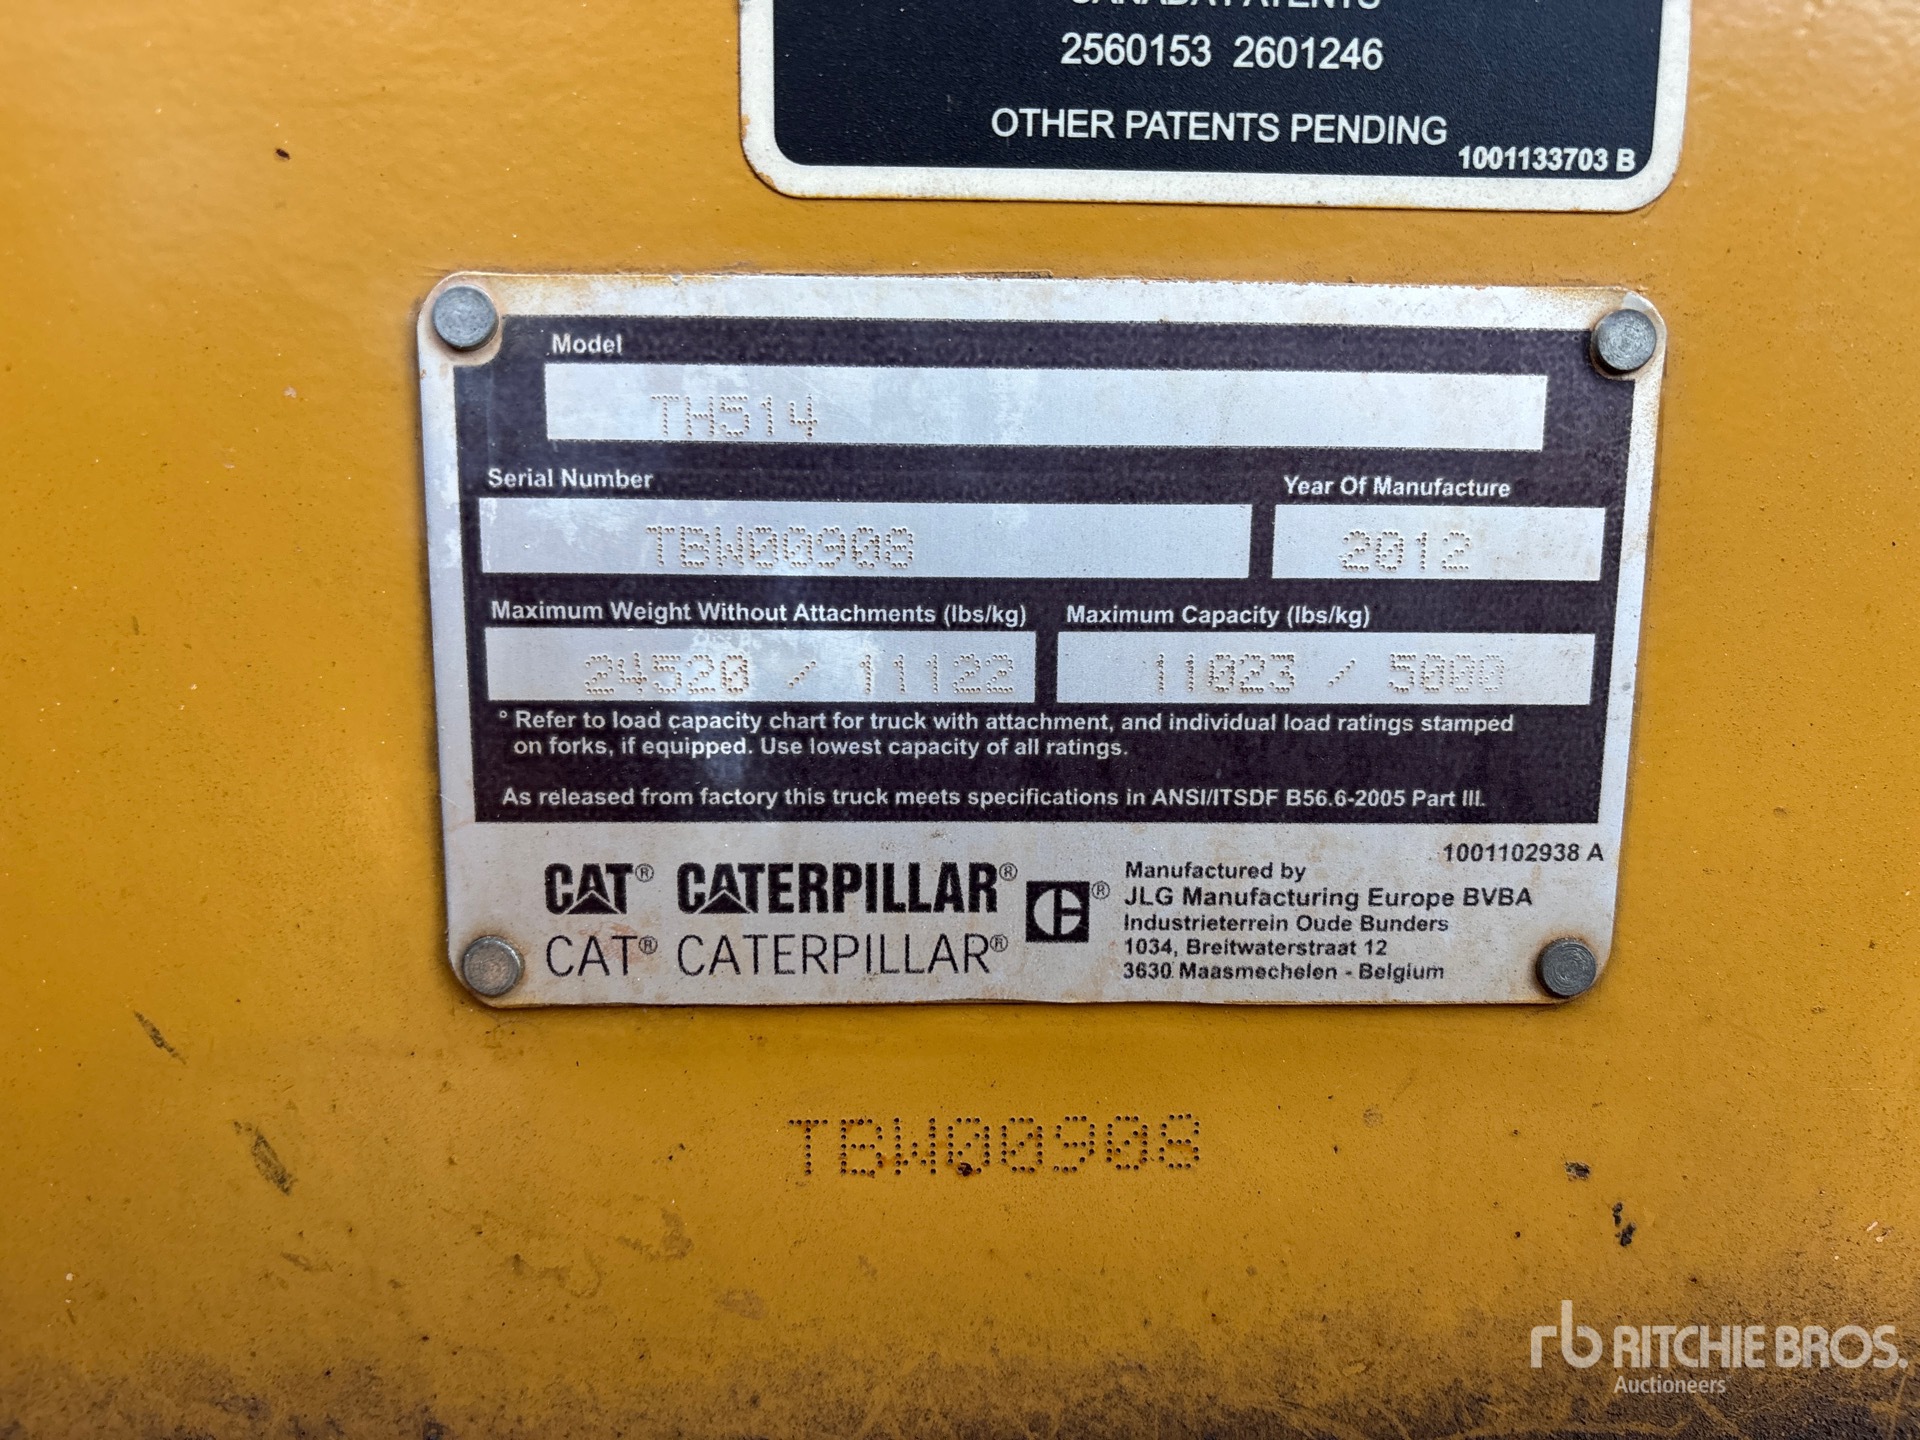 CANADA PATENTS
2560153 2601246
OTHER PATENTS PENDING
1001133703 B
Model
TH514
Serial Number
Year Of Manufacture
TBW00908
2012
Maximum Weight Without Attachments (lbs/kg)
Maximum Capacity (lbs/kg)
24520 / 11122
11023 / 5000
° Refer to load capacity chart for truck with attachment, and individual load ratings stamped
on forks, if equipped. Use lowest capacity of all ratings.
As released from factory this truck meets specifications in ANSI/ITSDF B56.6-2005 Part III.
1001102938 A
CAT® CATERPILLAR®
CAT® CATERPILLAR®
®
Manufactured by
JLG Manufacturing Europe BVBA
Industrieterrein Oude Bunders
1034, Breitwaterstraat 12
3630 Maasmechelen - Belgium
TBW00908
rb RITCHIE BROS.
Auctioneers